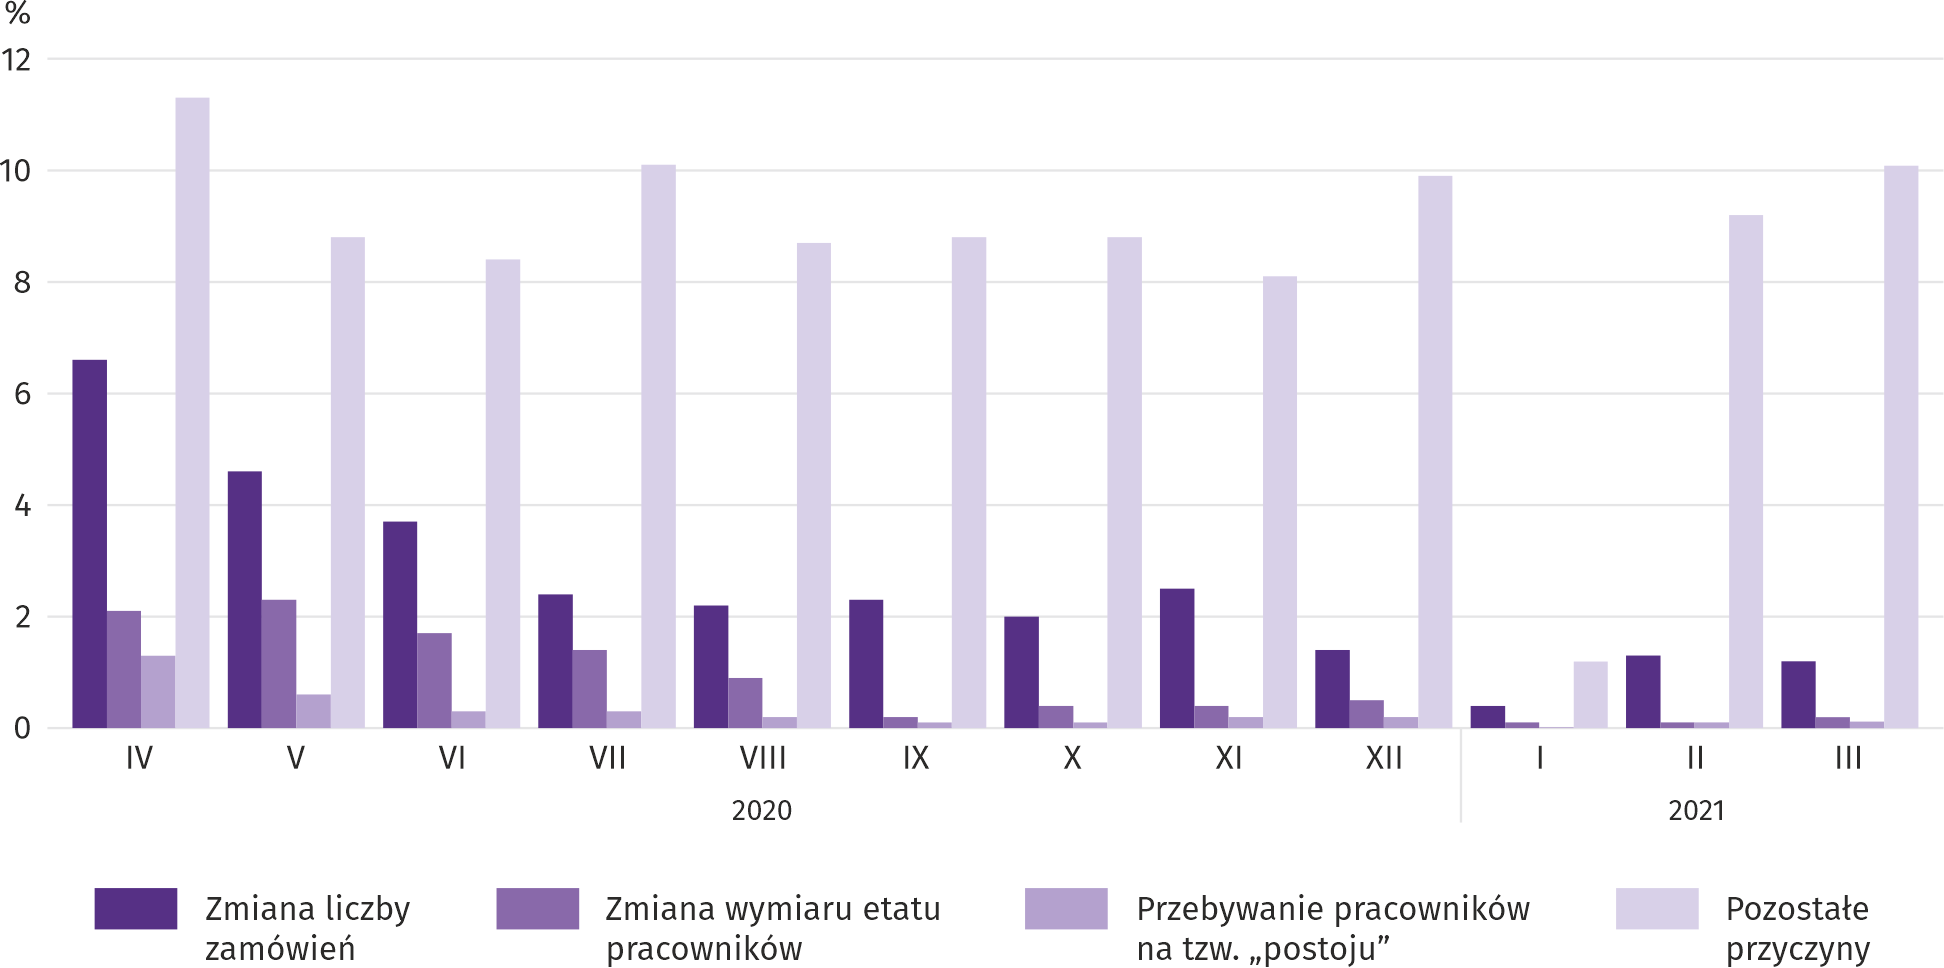 %
12
10
8
6
4
2
0
IV V VI VII VIII IX X XI XII I II III
2020 2021
Zmiana liczby
zamówień
Zmiana wymiaru etatu
pracowników
Przebywanie pracowników
na tzw. „postoju”
Pozostałe
przyczyny